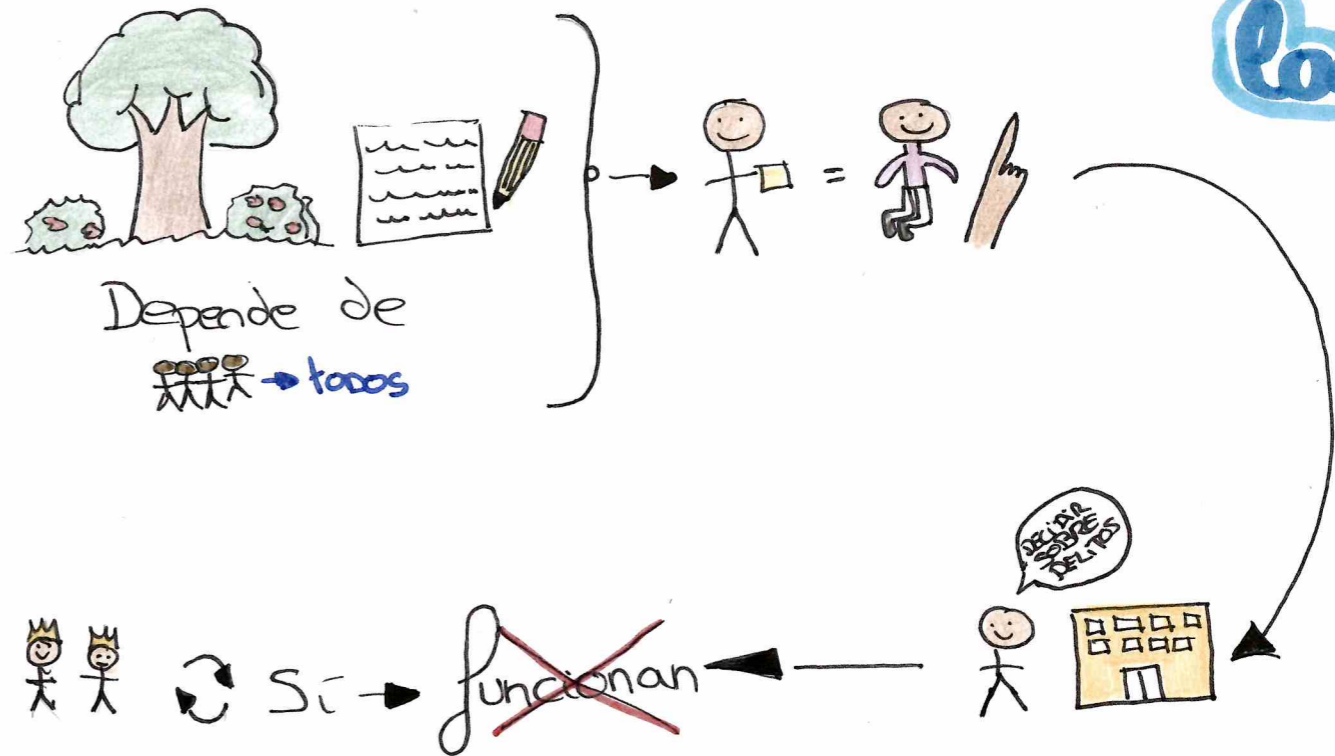 Depende de
→ todos
=
DECIDIR
SOBRE
DELITOS
Sí → funcionan